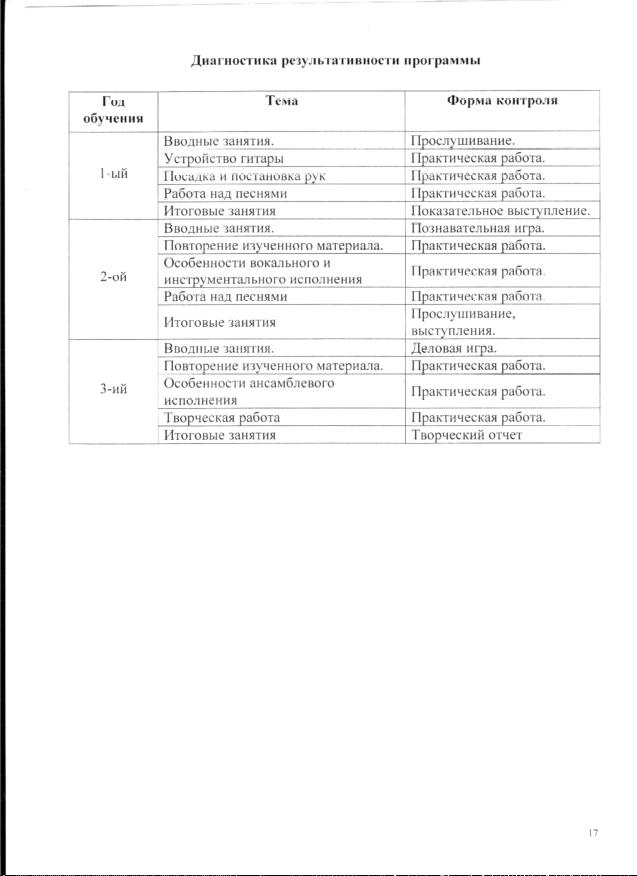 Диагностика результативности программы
Год обучения Тема Форма контроля
1-ый
Вводные занятия. Прослушивание.
Устройство гитары Практическая работа.
Посадка и постановка рук Практическая работа.
Работа над песнями Практическая работа.
Итоговые занятия Показательное выступление.
2-ой
Вводные занятия. Познавательная игра.
Повторение изученного материала. Практическая работа.
Особенности вокального и
инструментального исполнения
Практическая работа.
Работа над песнями Практическая работа.
Итоговые занятия
Прослушивание,
выступления.
3-ий
Вводные занятия. Деловая игра.
Повторение изученного материала. Практическая работа.
Особенности ансамблевого
исполнения
Практическая работа.
Творческая работа Практическая работа.
Итоговые занятия Творческий отчет
17